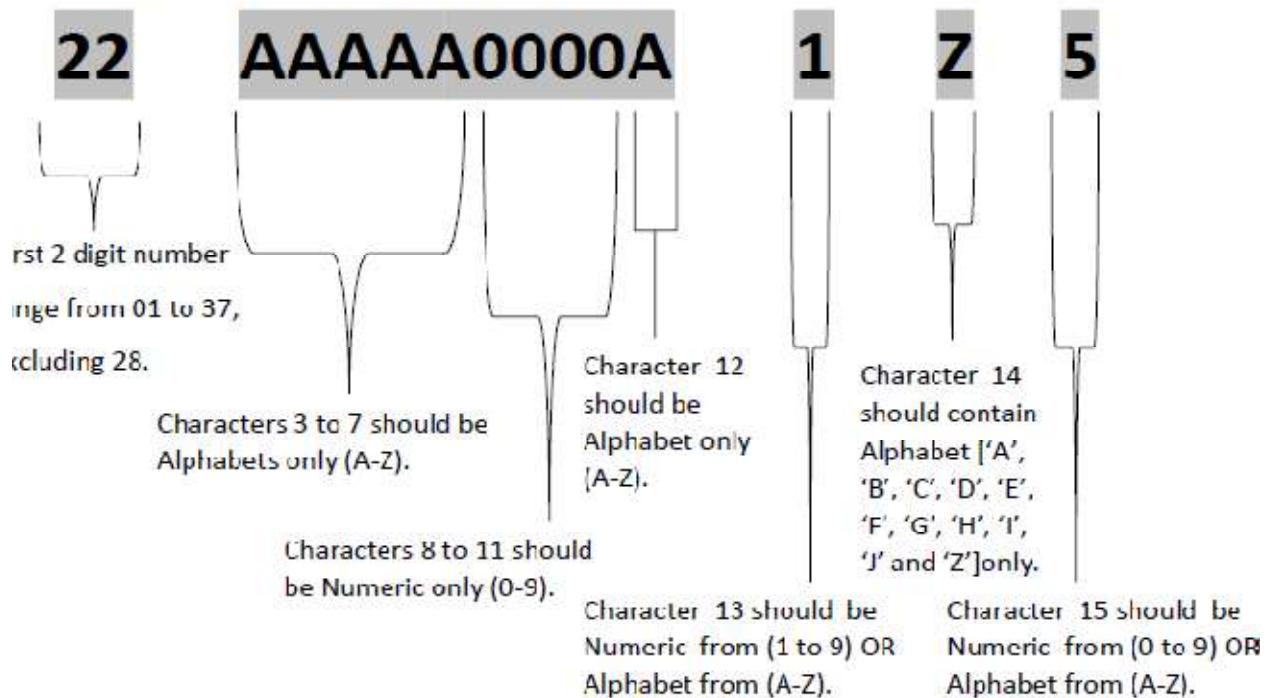 22 AAAAA0000A 1 Z 5
rst 2 digit number
nge from 01 to 37,
xcluding 28.
Characters 3 to 7 should be
Alphabets only (A-Z).
Characters 8 to 11 should
be Numeric only (0-9).
Character 12
should be
Alphabet only
(A-Z).
Character 13 should be
Numeric from (1 to 9) OR
Alphabet from (A-Z).
Character 14
should contain
Alphabet [‘A’,
‘B’, ‘C’, ‘D’, ‘E’,
‘F’, ‘G’, ‘H’, ‘I’,
‘J’ and ‘Z’]only.
Character 15 should be
Numeric from (0 to 9) OR
Alphabet from (A-Z).